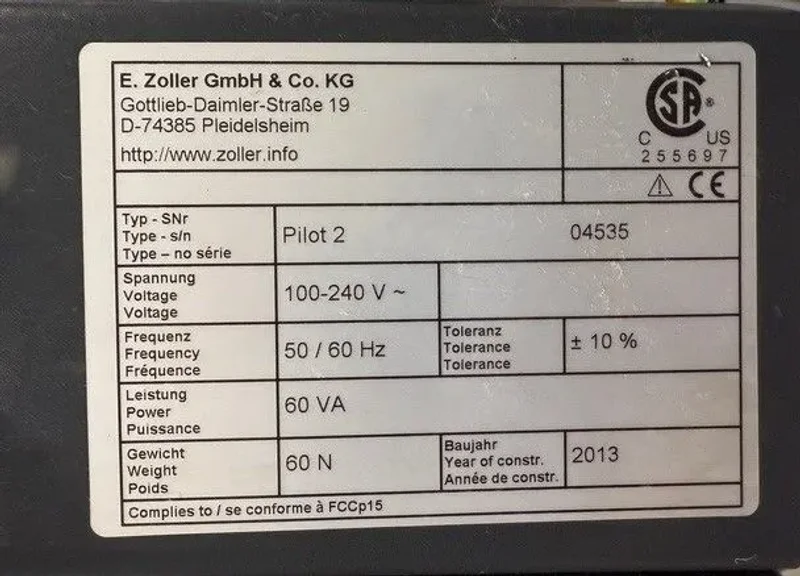 E. Zoller GmbH & Co. KG
Gottlieb-Daimler-Straße 19
D-74385 Pleidelsheim
http://www.zoller.info
CSA®
C US
255697
CE
Typ - SNr
Type - s/n
Type – no série
Pilot 2 04535
Spannung
Voltage
Voltage
100-240 V ~
Frequenz
Frequency
Fréquence
50 / 60 Hz
Toleranz
Tolerance
Tolerance
± 10 %
Leistung
Power
Puissance
60 VA
Gewicht
Weight
Poids
60 N
Baujahr
Year of constr.
Année de constr.
2013
Complies to / se conforme à FCCp15